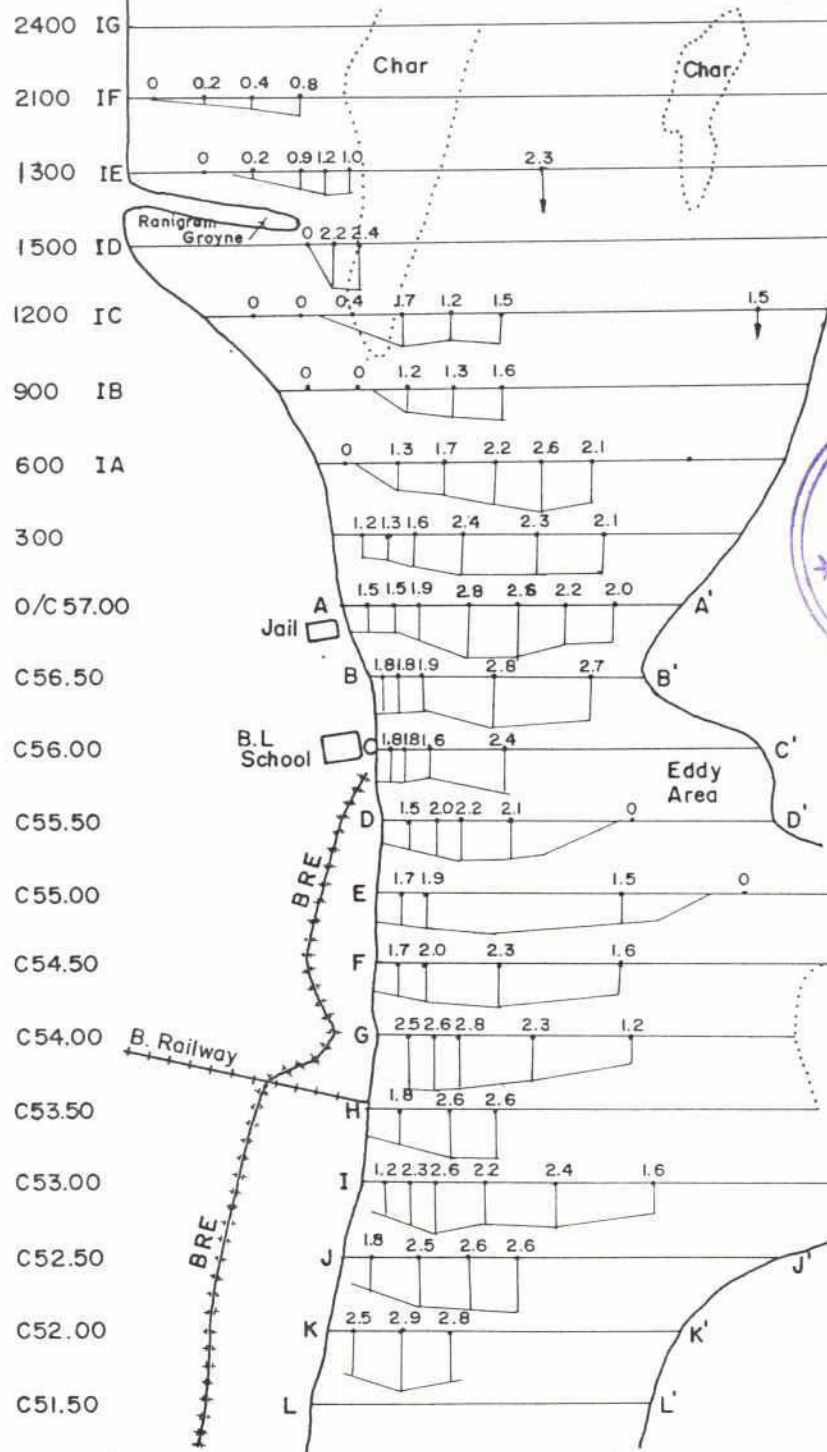 2400 IG
Char Char
0 0.2 0.4 0.8
2100 IF
0 0.2 0.9 1.2 1.0 2.3
1300 IE
Ranigram
Groyne
0 2.2 2.4
1500 ID
0 0 0.4 1.7 1.2 1.5 1.5
1200 IC
0 0 1.2 1.3 1.6
900 IB
0 1.3 1.7 2.2 2.6 2.1
600 IA
1.2 1.3 1.6 2.4 2.3 2.1
300
1.5 1.5 1.9 2.8 2.6 2.2 2.0
0/C57.00 A A'
Jail
1.8 1.8 1.9 2.8 2.7
C56.50 B B'
B.L
School
1.8 1.8 1.6 2.4
C56.00 C C'
Eddy
Area
1.5 2.0 2.2 2.1 0
C55.50 D D'
BRE
1.7 1.9 1.5 0
C55.00 E
1.7 2.0 2.3 1.6
C54.50 F
2.5 2.6 2.8 2.3 1.2
C54.00 G
B. Railway
1.8 2.6 2.6
C53.50 H
1.2 2.3 2.6 2.2 2.4 1.6
C53.00 I
BRE
1.8 2.5 2.6 2.6
C52.50 J J'
2.5 2.9 2.8
C52.00 K K'
C51.50 L L'